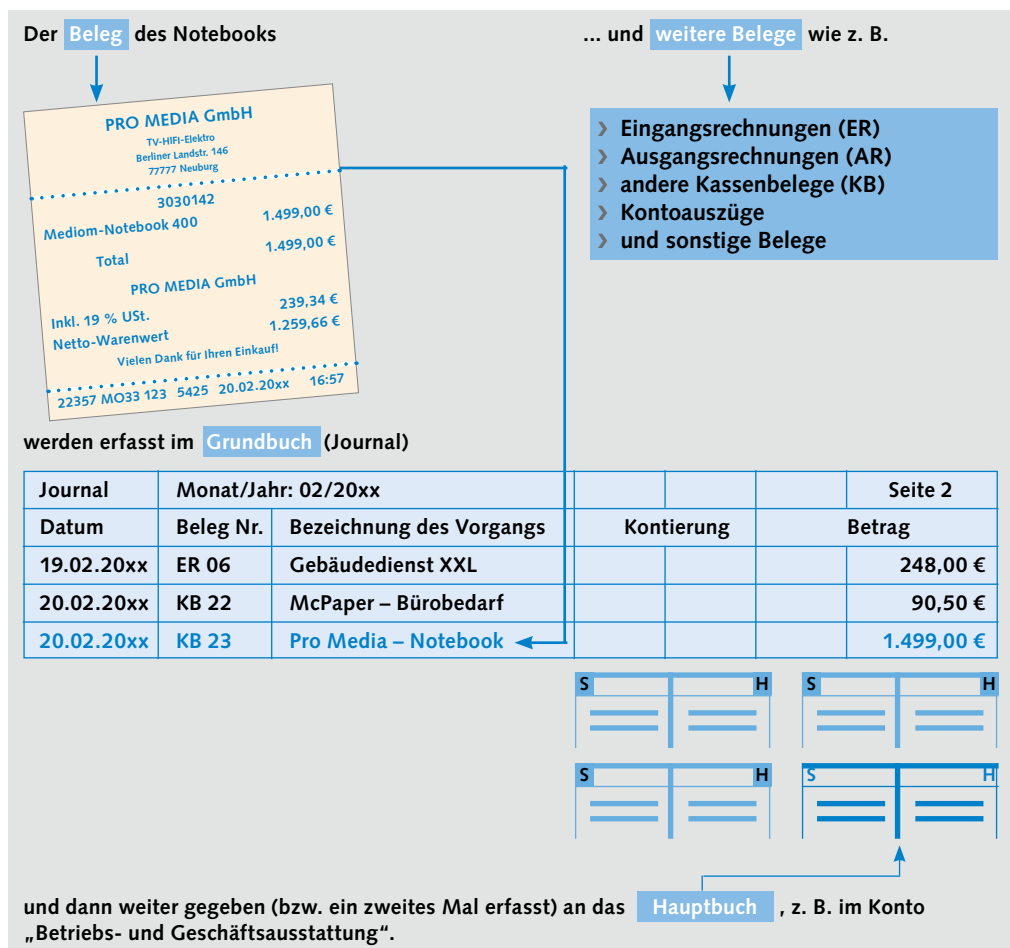 Der Beleg des Notebooks
... und weitere Belege wie z. B.
PRO MEDIA GmbH
TV-HIFI-Elektro
Berliner Landstr. 146
77777 Neuburg
3030142
Mediom-Notebook 400 1.499,00 €
Total 1.499,00 €
PRO MEDIA GmbH
Inkl. 19 % USt. 239,34 €
Netto-Warenwert 1.259,66 €
Vielen Dank für Ihren Einkauf!
22357 MO33 123 5425 20.02.20xx 16:57
› Eingangsrechnungen (ER)
› Ausgangsrechnungen (AR)
› andere Kassenbelege (KB)
› Kontoauszüge
› und sonstige Belege
werden erfasst im Grundbuch (Journal)
Journal Monat/Jahr: 02/20xx Seite 2
Datum Beleg Nr. Bezeichnung des Vorgangs Kontierung Betrag
19.02.20xx ER 06 Gebäudedienst XXL 248,00 €
20.02.20xx KB 22 McPaper – Bürobedarf 90,50 €
20.02.20xx KB 23 Pro Media – Notebook 1.499,00 €
S H S H
S H S H
und dann weiter gegeben (bzw. ein zweites Mal erfasst) an das Hauptbuch , z. B. im Konto
„Betriebs- und Geschäftsausstattung“.